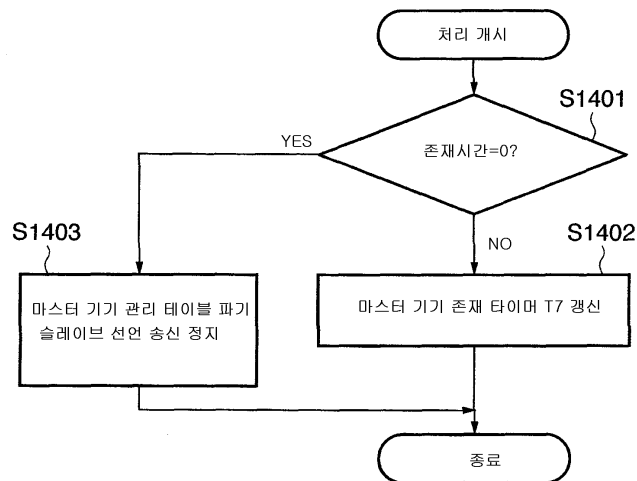 처리 개시
S1401
존재시간=0?
YES
NO
S1403
S1402
마스터 기기 관리 테이블 파기
슬레이브 선언 송신 정지
마스터 기기 존재 타이머 T7 갱신
종료